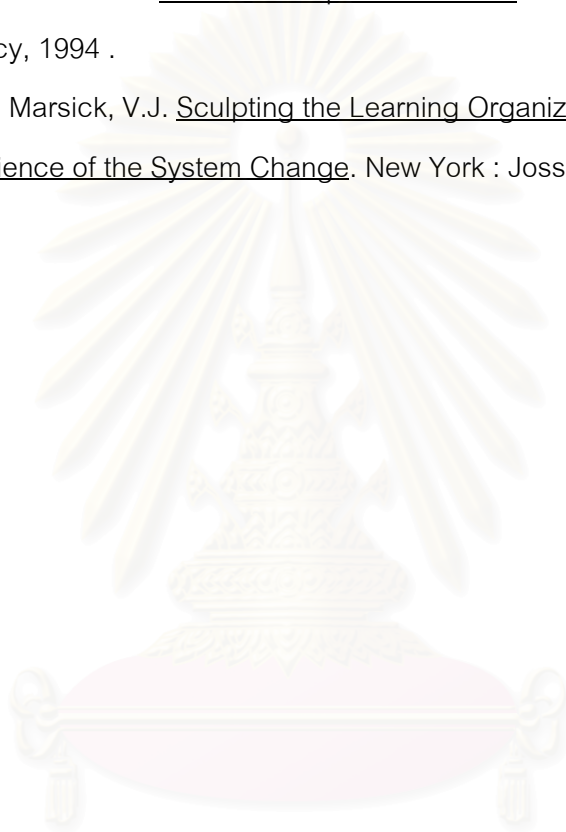 cy, 1994 .
Marsick, V.J. Sculpting the Learning Organiz
ience of the System Change. New York : Joss